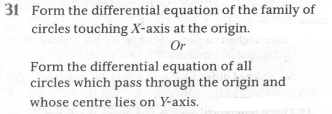 31 Form the differential equation of the family of
circles touching X-axis at the origin.
Or
Form the differential equation of all
circles which pass through the origin and
whose centre lies on Y-axis.